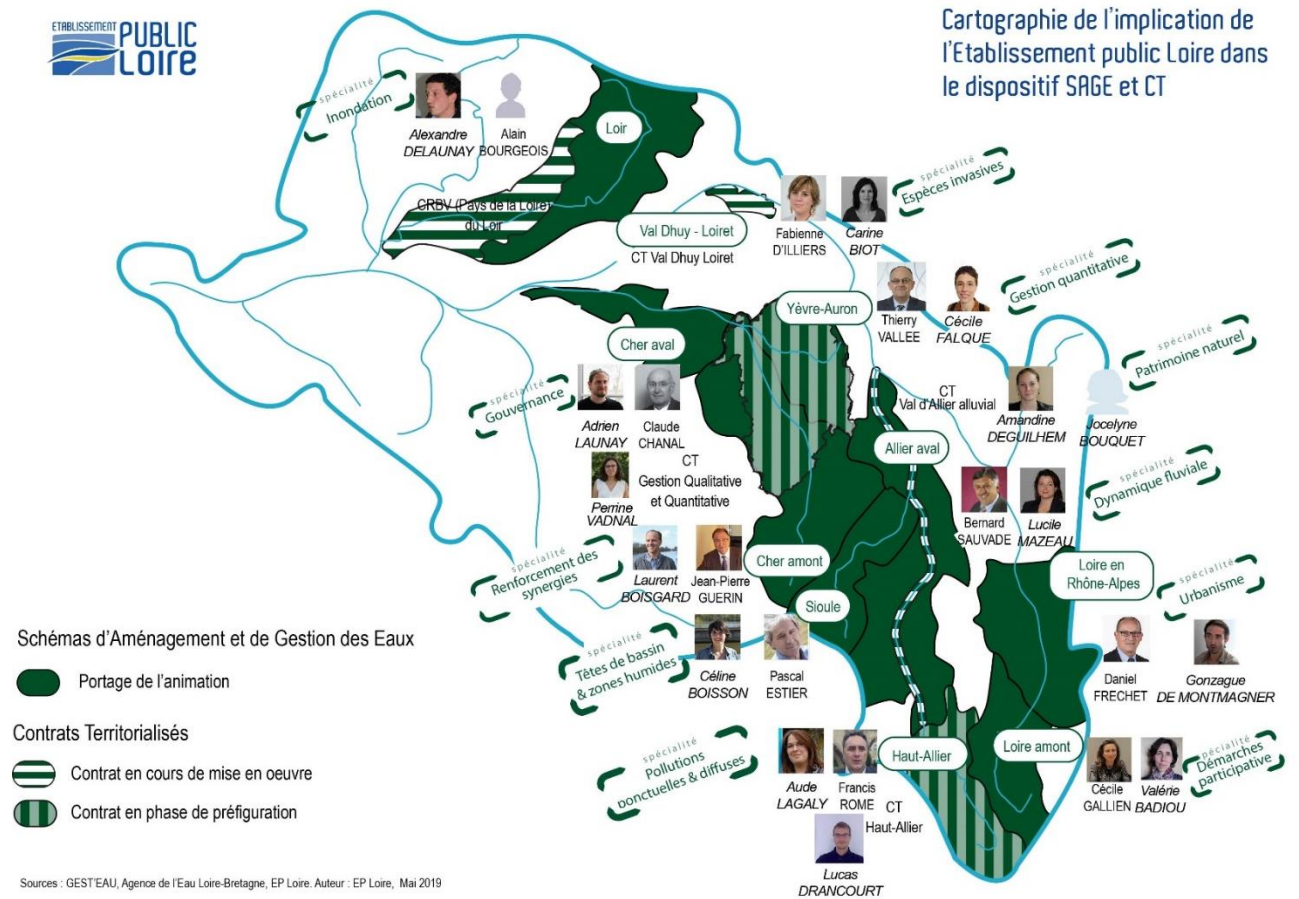 ETABLISSEMENT
PUBLIC
LOIRE
Cartographie de l'implication de
l'Etablissement public Loire dans
le dispositif SAGE et CT
spécialité
Inondation
Alexandre
DELAUNAY
Alain
BOURGEOIS
Loir
CRBV (Pays de la Loire)
du Loir
Val Dhuy - Loiret
CT Val Dhuy Loiret
Fabienne
D'ILLIERS
Carine
BIOT
spécialité
Espèces invasives
Thierry
VALLEE
Cécile
FALQUE
spécialité
Gestion quantitative
Yèvre-Auron
Cher aval
spécialité
Gouvernance
Adrien
LAUNAY
Claude
CHANAL
Perrine
VADNAL
CT
Gestion Qualitative
et Quantitative
CT
Val d'Allier alluvial
Amandine
DEGUILHEM
Jocelyne
BOUQUET
spécialité
Patrimoine naturel
Allier aval
Bernard
SAUVADE
Lucile
MAZEAU
spécialité
Dynamique fluviale
spécialité
Renforcement des
synergies
Laurent
BOISGARD
Jean-Pierre
GUERIN
Cher amont
Loire en
Rhône-Alpes
spécialité
Urbanisme
Daniel
FRECHET
Gonzague
DE MONTMAGNER
Sioule
spécialité
Têtes de bassin
& zones humides
Céline
BOISSON
Pascal
ESTIER
spécialité
Pollutions
ponctuelles & diffuses
Aude
LAGALY
Francis
ROME
CT
Haut-Allier
Lucas
DRANCOURT
Haut-Allier
Loire amont
Cécile
GALLIEN
Valérie
BADIOU
spécialité
Démarches
participative
Schémas d'Aménagement et de Gestion des Eaux
Portage de l'animation
Contrats Territorialisés
Contrat en cours de mise en oeuvre
Contrat en phase de préfiguration
Sources : GEST'EAU, Agence de l'Eau Loire-Bretagne, EP Loire. Auteur : EP Loire, Mai 2019